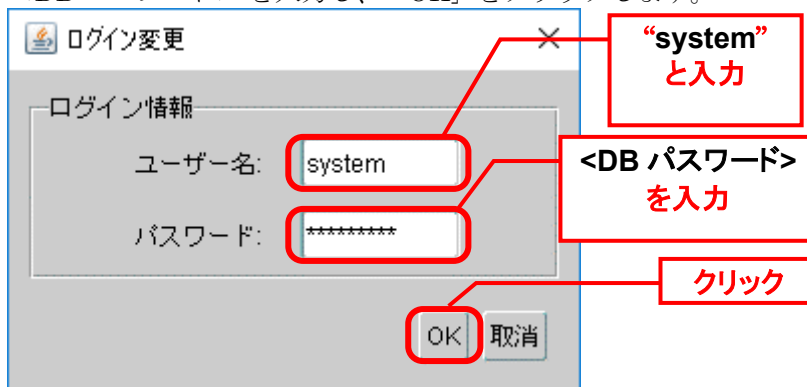 ログイン変更
"system"
と入力
ログイン情報
ユーザー名: system
<DB パスワード>
を入力
パスワード: *********
クリック
OK 取消